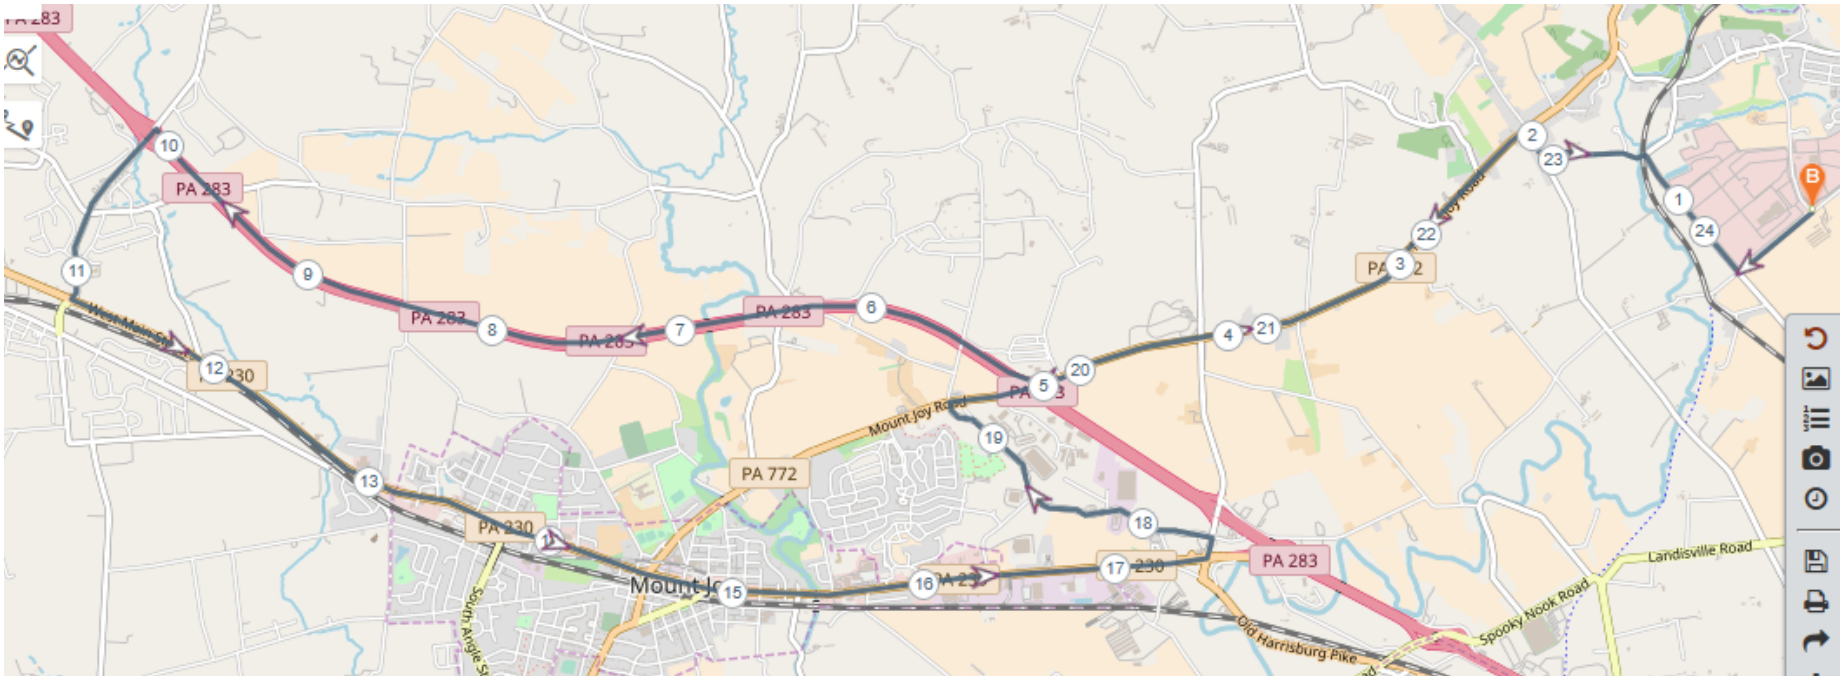 PA 283
10
PA 283
11
9
West Main St
12
8
PA 283
PA 283
7
PA 283
6
13
PA 230
15
Mount Jo
South Angle St
PA 772
Mount Joy Road
16
17
230
18
19
5
20
4
21
3
22
Joy Road
2
23
1
24
B
PA 283
Old Harrisburg Pike
Spooky Nook Road
Landisville Road